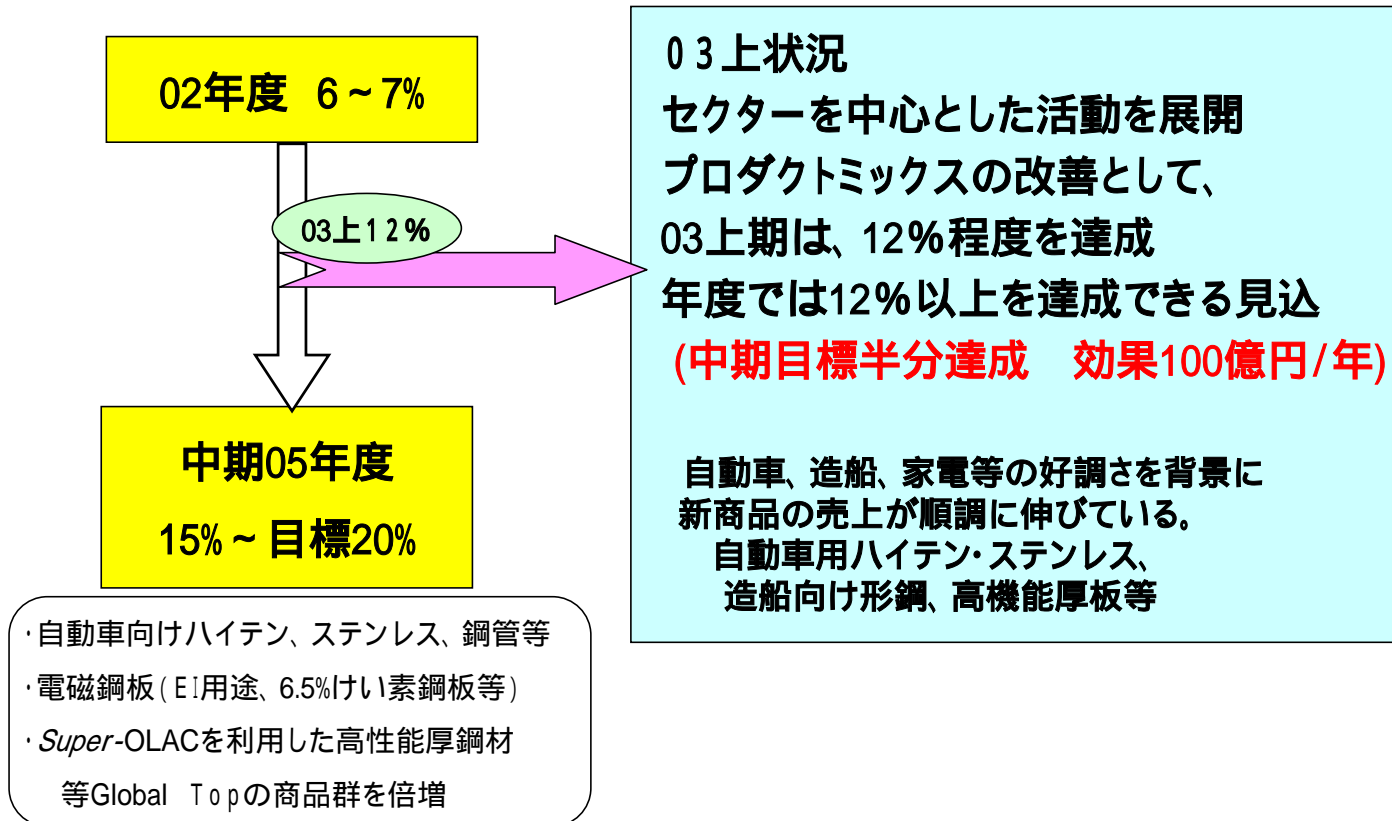 02年度 6~7%
03上12%
中期05年度
15%~目標20%
・自動車向けハイテン、ステンレス、鋼管等
・電磁鋼板(EI用途、6.5%けい素鋼板等)
・Super-OLACを利用した高性能厚鋼材
等Global Topの商品群を倍増
03上状況
セクターを中心とした活動を展開
プロダクトミックスの改善として、
03上期は、12%程度を達成
年度では12%以上を達成できる見込
(中期目標半分達成 効果100億円/年)
自動車、造船、家電等の好調さを背景に
新商品の売上が順調に伸びている。
自動車用ハイテン・ステンレス、
造船向け形鋼、高機能厚板等